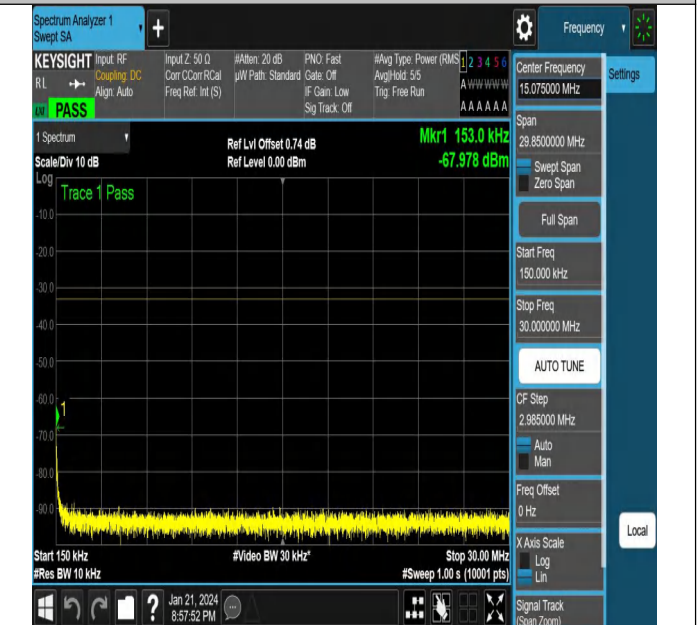 Spectrum Analyzer 1
Swept SA
+
Frequency
KEYSIGHT
RL
PASS
Input: RF
Coupling: DC
Align: Auto
Input Z: 50 Ω
Corr CCorr RCal
Freq Ref: Int (S)
#Atten: 20 dB
µW Path: Standard
PNO: Fast
Gate: Off
IF Gain: Low
Sig Track: Off
#Avg Type: Power (RMS
Avg|Hold: 5/5
Trig: Free Run
1 2 3 4 5 6
A W W W W W
A A A A A A
1 Spectrum
Scale/Div 10 dB
Ref Lvl Offset 0.74 dB
Ref Level 0.00 dBm
Mkr1 153.0 kHz
-67.978 dBm
Log
Trace 1 Pass
-10.0
-20.0
-30.0
-40.0
-50.0
-60.0
1
-70.0
-80.0
-90.0
Start 150 kHz
#Video BW 30 kHz*
Stop 30.00 MHz
#Res BW 10 kHz
#Sweep 1.00 s (10001 pts)
?
Jan 21, 2024
8:57:52 PM
Center Frequency
15.075000 MHz
Settings
Span
29.8500000 MHz
Swept Span
Zero Span
Full Span
Start Freq
150.000 kHz
Stop Freq
30.000000 MHz
AUTO TUNE
CF Step
2.985000 MHz
Auto
Man
Freq Offset
0 Hz
X Axis Scale
Log
Lin
Local
Signal Track
(Span Zoom)